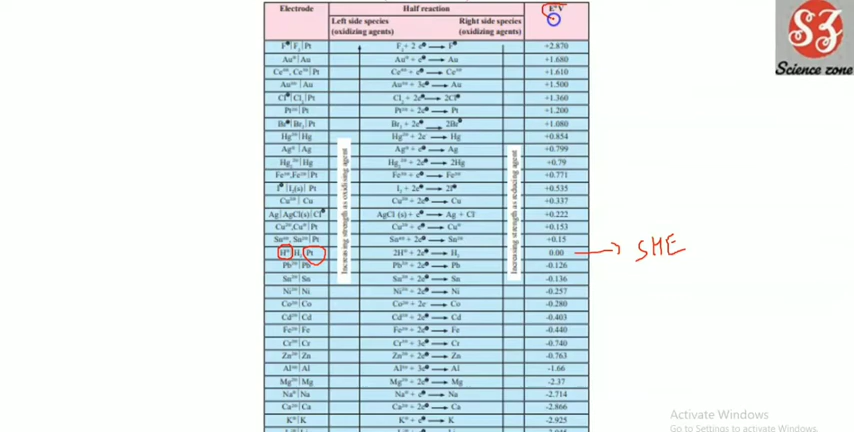 Electrode Half reaction E° V
Left side species Right side species
(oxidizing agents) (oxidizing agents)
F⊖|F₂|Pt F₂ + 2 e⊖ → F⊖ +2.870
Au⊕|Au Au⊕ + e⊖ → Au +1.680
Ce⁴⊕, Ce³⊕|Pt Ce⁴⊕ + e⊖ → Ce³⊕ +1.610
Au³⊕|Au Au³⊕ + 3e⊖ → Au +1.500
Cl⊖|Cl₂|Pt Cl₂ + 2e⊖ → 2Cl⊖ +1.360
Pt²⊕|Pt Pt²⊕ + 2e⊖ → Pt +1.200
Br⊖|Br₂|Pt Br₂ + 2e⊖ → 2Br⊖ +1.080
Hg²⊕|Hg Hg²⊕ + 2e → Hg +0.854
Ag⊕|Ag Ag⊕ + e⊖ → Ag +0.799
Hg₂²⊕|Hg Hg₂²⊕ + 2e⊖ → 2Hg +0.79
Fe³⊕,Fe²⊕|Pt Fe³⊕ + e⊖ → Fe²⊕ +0.771
I⊖|I₂(s)|Pt I₂ + 2e⊖ → 2I⊖ +0.535
Cu²⊕|Cu Cu²⊕ + 2e⊖ → Cu +0.337
Ag|AgCl(s)|Cl⊖ AgCl (s) + e⊖ → Ag + Cl +0.222
Cu²⊕,Cu⊕|Pt Cu²⊕ + e⊖ → Cu⊕ +0.153
Sn⁴⊕, Sn²⊕|Pt Sn⁴⊕ + 2e⊖ → Sn²⊕ +0.15
H⊕|H₂|Pt 2H⊕ + 2e⊖ → H₂ 0.00 → SHE
Pb²⊕|Pb Pb²⊕ + 2e⊖ → Pb -0.126
Sn²⊕|Sn Sn²⊕ + 2e⊖ → Sn -0.136
Ni²⊕|Ni Ni²⊕ + 2e⊖ → Ni -0.257
Co²⊕|Co Co²⊕ + 2e → Co -0.280
Cd²⊕|Cd Cd²⊕ + 2e⊖ → Cd -0.403
Fe²⊕|Fe Fe²⊕ + 2e⊖ → Fe -0.440
Cr³⊕|Cr Cr³⊕ + 3e⊖ → Cr -0.740
Zn²⊕|Zn Zn²⊕ + 2e⊖ → Zn -0.763
Al³⊕|Al Al³⊕ + 3e⊖ → Al -1.66
Mg²⊕|Mg Mg²⊕ + 2e⊖ → Mg -2.37
Na⊕|Na Na⊕ + e⊖ → Na -2.714
Ca²⊕|Ca Ca²⊕ + 2e⊖ → Ca -2.866
K⊕|K K⊕ + e⊖ → K -2.925
Increasing strength as oxidising agent
Increasing strength as reducing agent
SZ
Science zone
Activate Windows
Go to Settings to activate Windows.